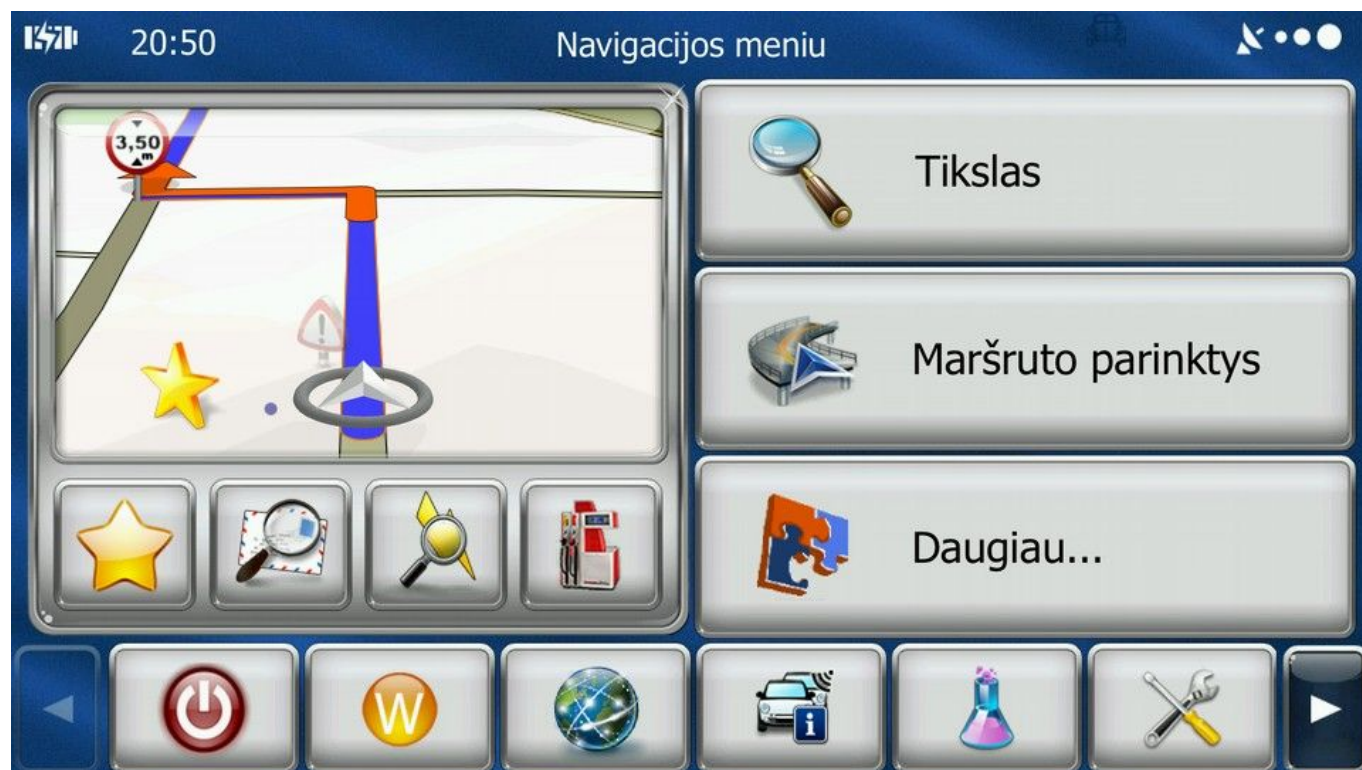 20:50
Navigacijos meniu
3,50
m
Tikslas
Maršruto parinktys
Daugiau...
W
i